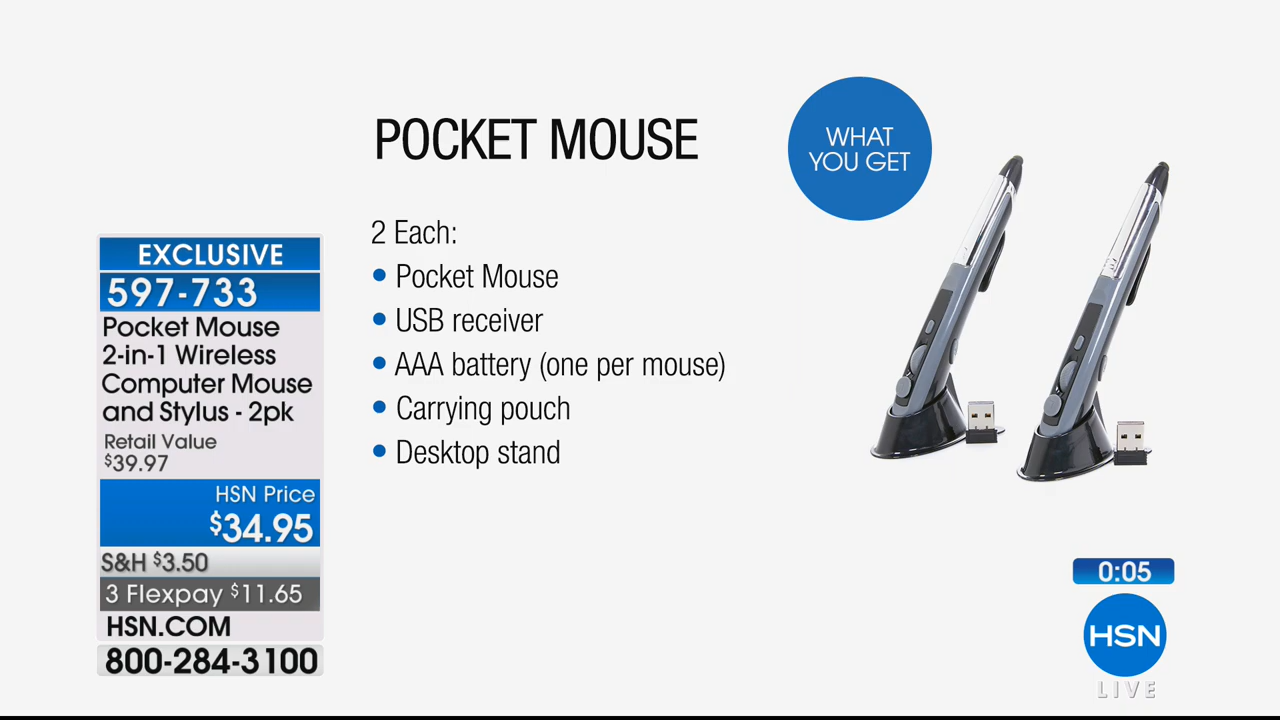 POCKET MOUSE
WHAT
YOU GET
2 Each:
• Pocket Mouse
• USB receiver
• AAA battery (one per mouse)
• Carrying pouch
• Desktop stand
EXCLUSIVE
597-733
Pocket Mouse
2-in-1 Wireless
Computer Mouse
and Stylus - 2pk
Retail Value
$39.97
HSN Price
$34.95
S&H $3.50
3 Flexpay $11.65
HSN.COM
800-284-3100
0:05
HSN
LIVE